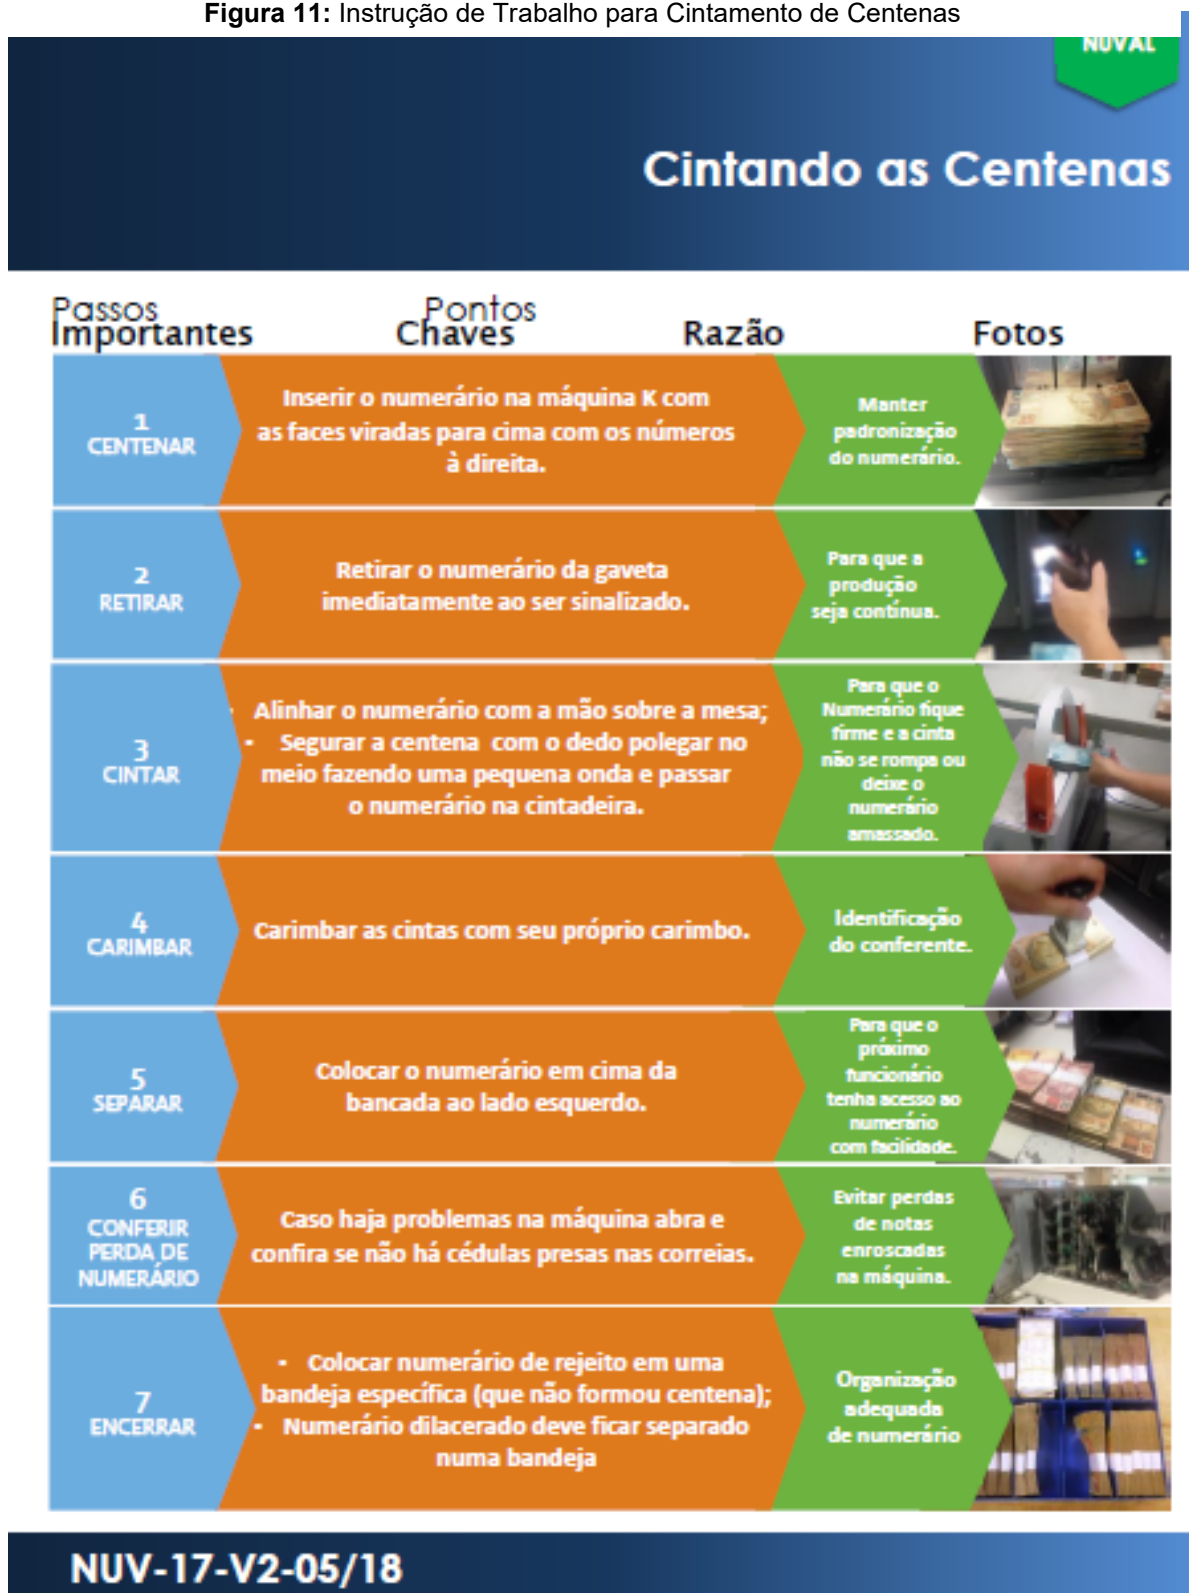 Figura 11: Instrução de Trabalho para Cintamento de Centenas
NUVAL
Cintando as Centenas
Passos
Importantes
Pontos
Chaves
Razão
Fotos
1
CENTENAR
Inserir o numerário na máquina K com
as faces viradas para cima com os números
à direita.
Manter
padronização
do numerário.
2
RETIRAR
Retirar o numerário da gaveta
imediatamente ao ser sinalizado.
Para que a
produção
seja contínua.
3
CINTAR
▪ Alinhar o numerário com a mão sobre a mesa;
▪ Segurar a centena com o dedo polegar no
meio fazendo uma pequena onda e passar
o numerário na cintadeira.
Para que o
Numerário fique
firme e a cinta
não se rompa ou
deixe o
numerário
amassado.
4
CARIMBAR
Carimbar as cintas com seu próprio carimbo.
Identificação
do conferente.
5
SEPARAR
Colocar o numerário em cima da
bancada ao lado esquerdo.
Para que o
próximo
funcionário
tenha acesso ao
numerário
com facilidade.
6
CONFERIR
PERDA DE
NUMERÁRIO
Caso haja problemas na máquina abra e
confira se não há cédulas presas nas correias.
Evitar perdas
de notas
enroscadas
na máquina.
7
ENCERRAR
▪ Colocar numerário de rejeito em uma
bandeja específica (que não formou centena);
▪ Numerário dilacerado deve ficar separado
numa bandeja
Organização
adequada
de numerário
NUV-17-V2-05/18